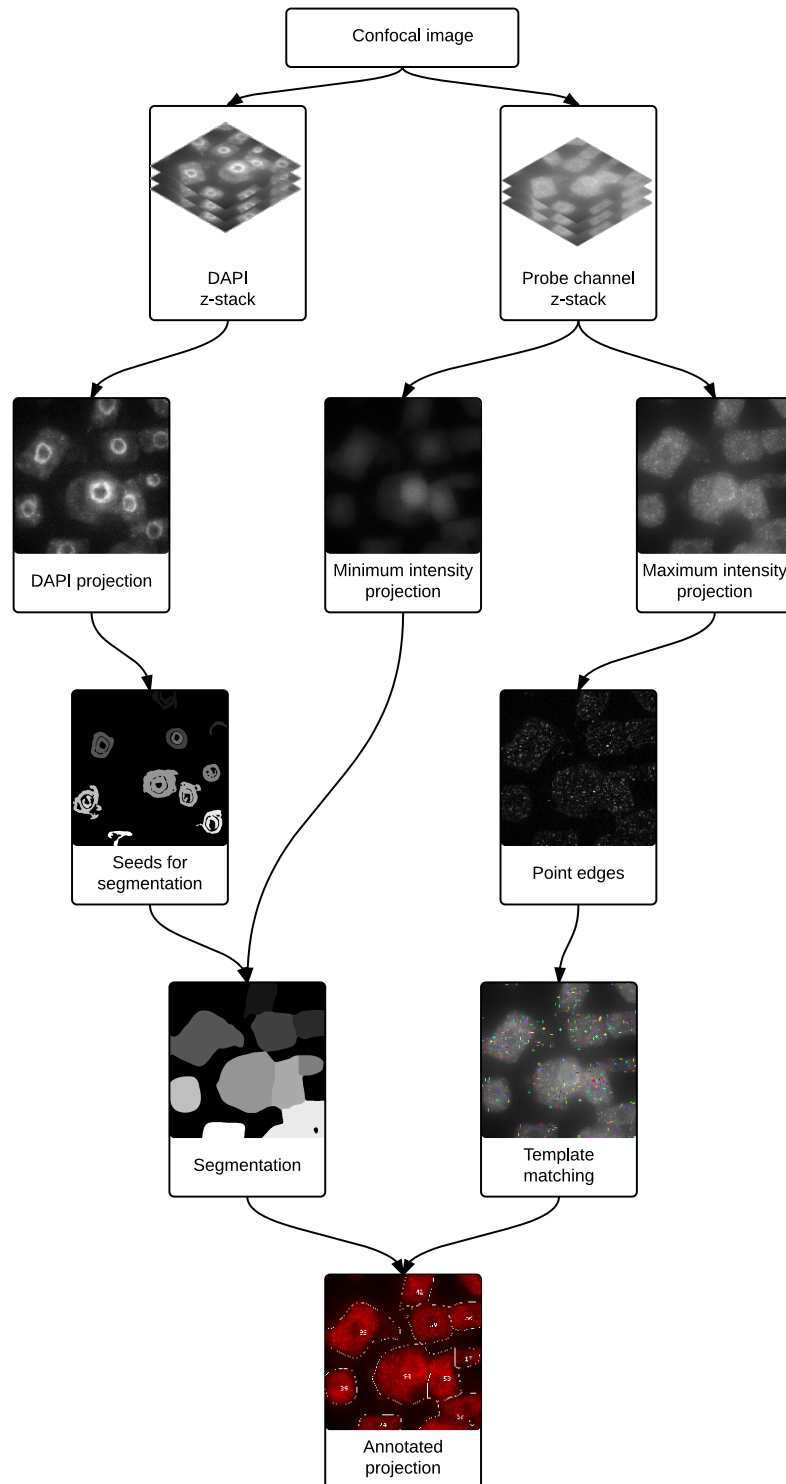 Confocal image
DAPI
z-stack
Probe channel
z-stack
DAPI projection
Minimum intensity
projection
Maximum intensity
projection
Seeds for
segmentation
Point edges
Segmentation
Template
matching
53
Annotated
projection